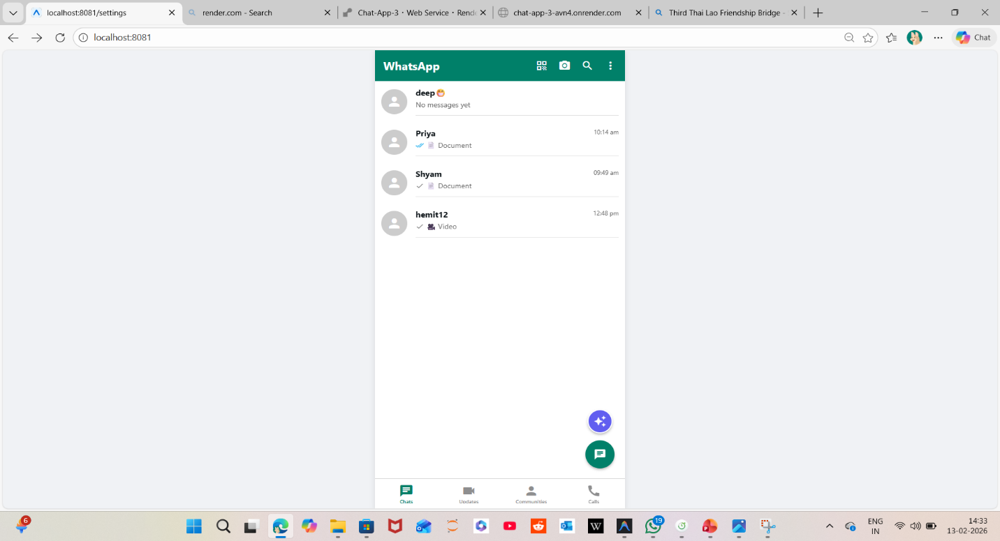 localhost:8081/settings
render.com - Search
Chat-App-3 · Web Service · Rende
chat-app-3-avn4.onrender.com
Third Thai Lao Friendship Bridge -
localhost:8081
Chat
WhatsApp
deep😁
No messages yet
Priya
10:14 am
Document
Shyam
09:49 am
Document
hemit12
12:48 pm
Video
Chats
Updates
Communities
Calls
6
W
P
19
ENG
IN
14:33
13-02-2026